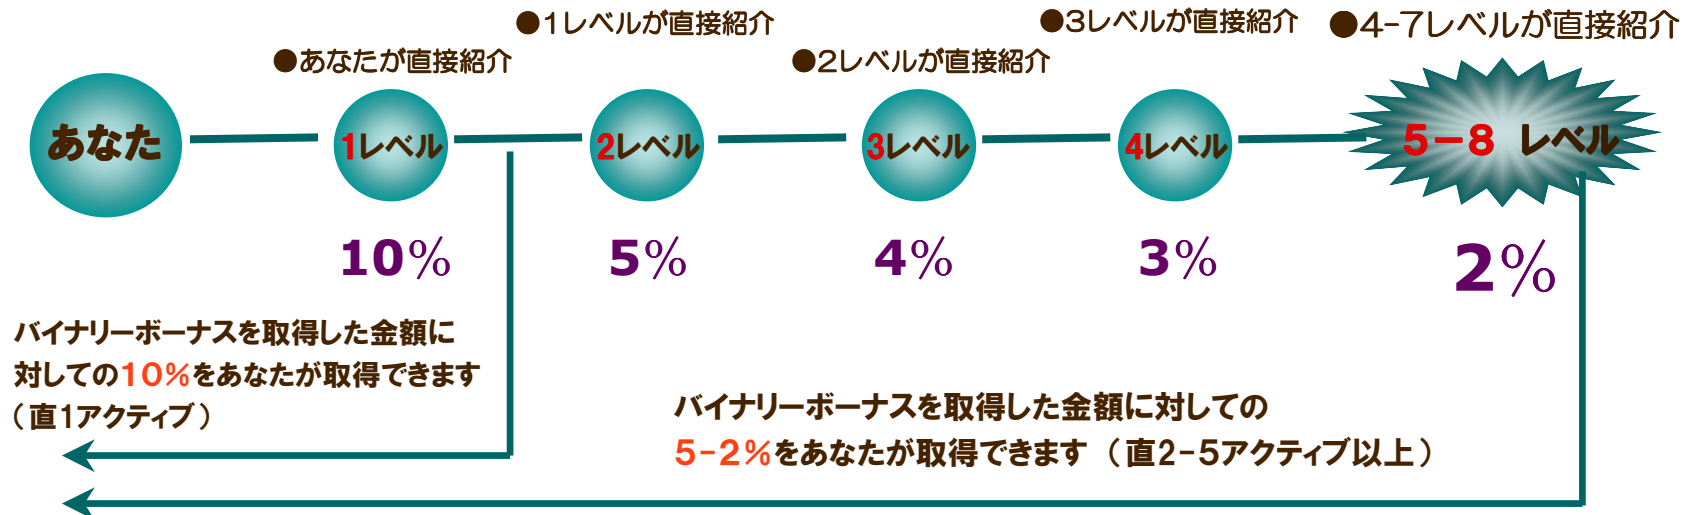 ●あなたが直接紹介
●1レベルが直接紹介
●2レベルが直接紹介
●3レベルが直接紹介
●4-7レベルが直接紹介
あなた
1レベル
2レベル
3レベル
4レベル
5-8 レベル
10%
5%
4%
3%
2%
バイナリーボーナスを取得した金額に
対しての10%をあなたが取得できます
(直1アクティブ)
バイナリーボーナスを取得した金額に対しての
5-2%をあなたが取得できます (直2-5アクティブ以上)